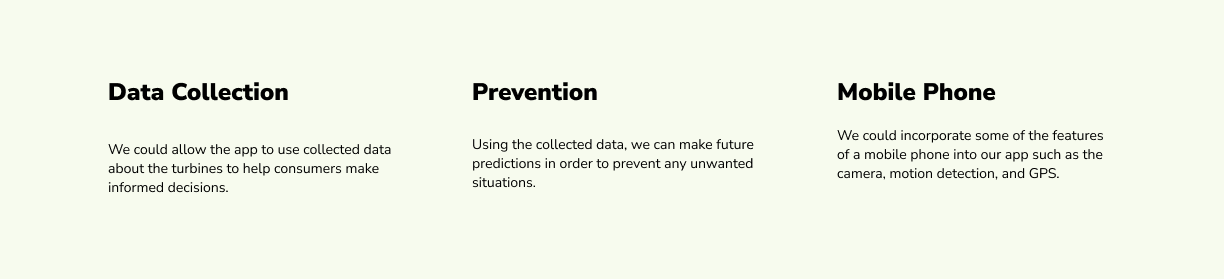 Data Collection
We could allow the app to use collected data
about the turbines to help consumers make
informed decisions.
Prevention
Using the collected data, we can make future
predictions in order to prevent any unwanted
situations.
Mobile Phone
We could incorporate some of the features
of a mobile phone into our app such as the
camera, motion detection, and GPS.